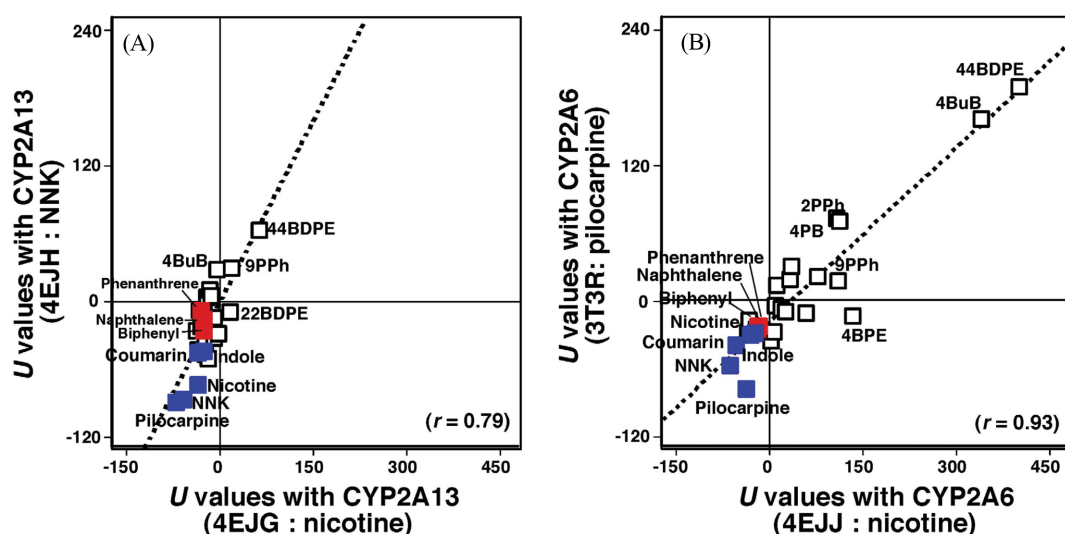 (A)
U values with CYP2A13
(4EJH : NNK)
240
120
0
-120
44BDPE
4BuB
9PPh
Phenanthrene
22BDPE
Naphthalene
Biphenyl
Coumarin
Indole
Nicotine
NNK
Pilocarpine
(r = 0.79)
-150 0 150 300 450
U values with CYP2A13
(4EJG : nicotine)
(B)
U values with CYP2A6
(3T3R: pilocarpine)
240
120
0
-120
44BDPE
4BuB
2PPh
4PB
Phenanthrene
9PPh
Naphthalene
Biphenyl
Nicotine
4BPE
Coumarin
Indole
NNK
Pilocarpine
(r = 0.93)
-150 0 150 300 450
U values with CYP2A6
(4EJJ : nicotine)